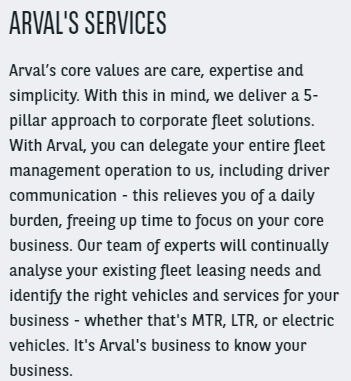 ARVAL'S SERVICES
Arval’s core values are care, expertise and
simplicity. With this in mind, we deliver a 5-
pillar approach to corporate fleet solutions.
With Arval, you can delegate your entire fleet
management operation to us, including driver
communication - this relieves you of a daily
burden, freeing up time to focus on your core
business. Our team of experts will continually
analyse your existing fleet leasing needs and
identify the right vehicles and services for your
business - whether that's MTR, LTR, or electric
vehicles. It's Arval's business to know your
business.